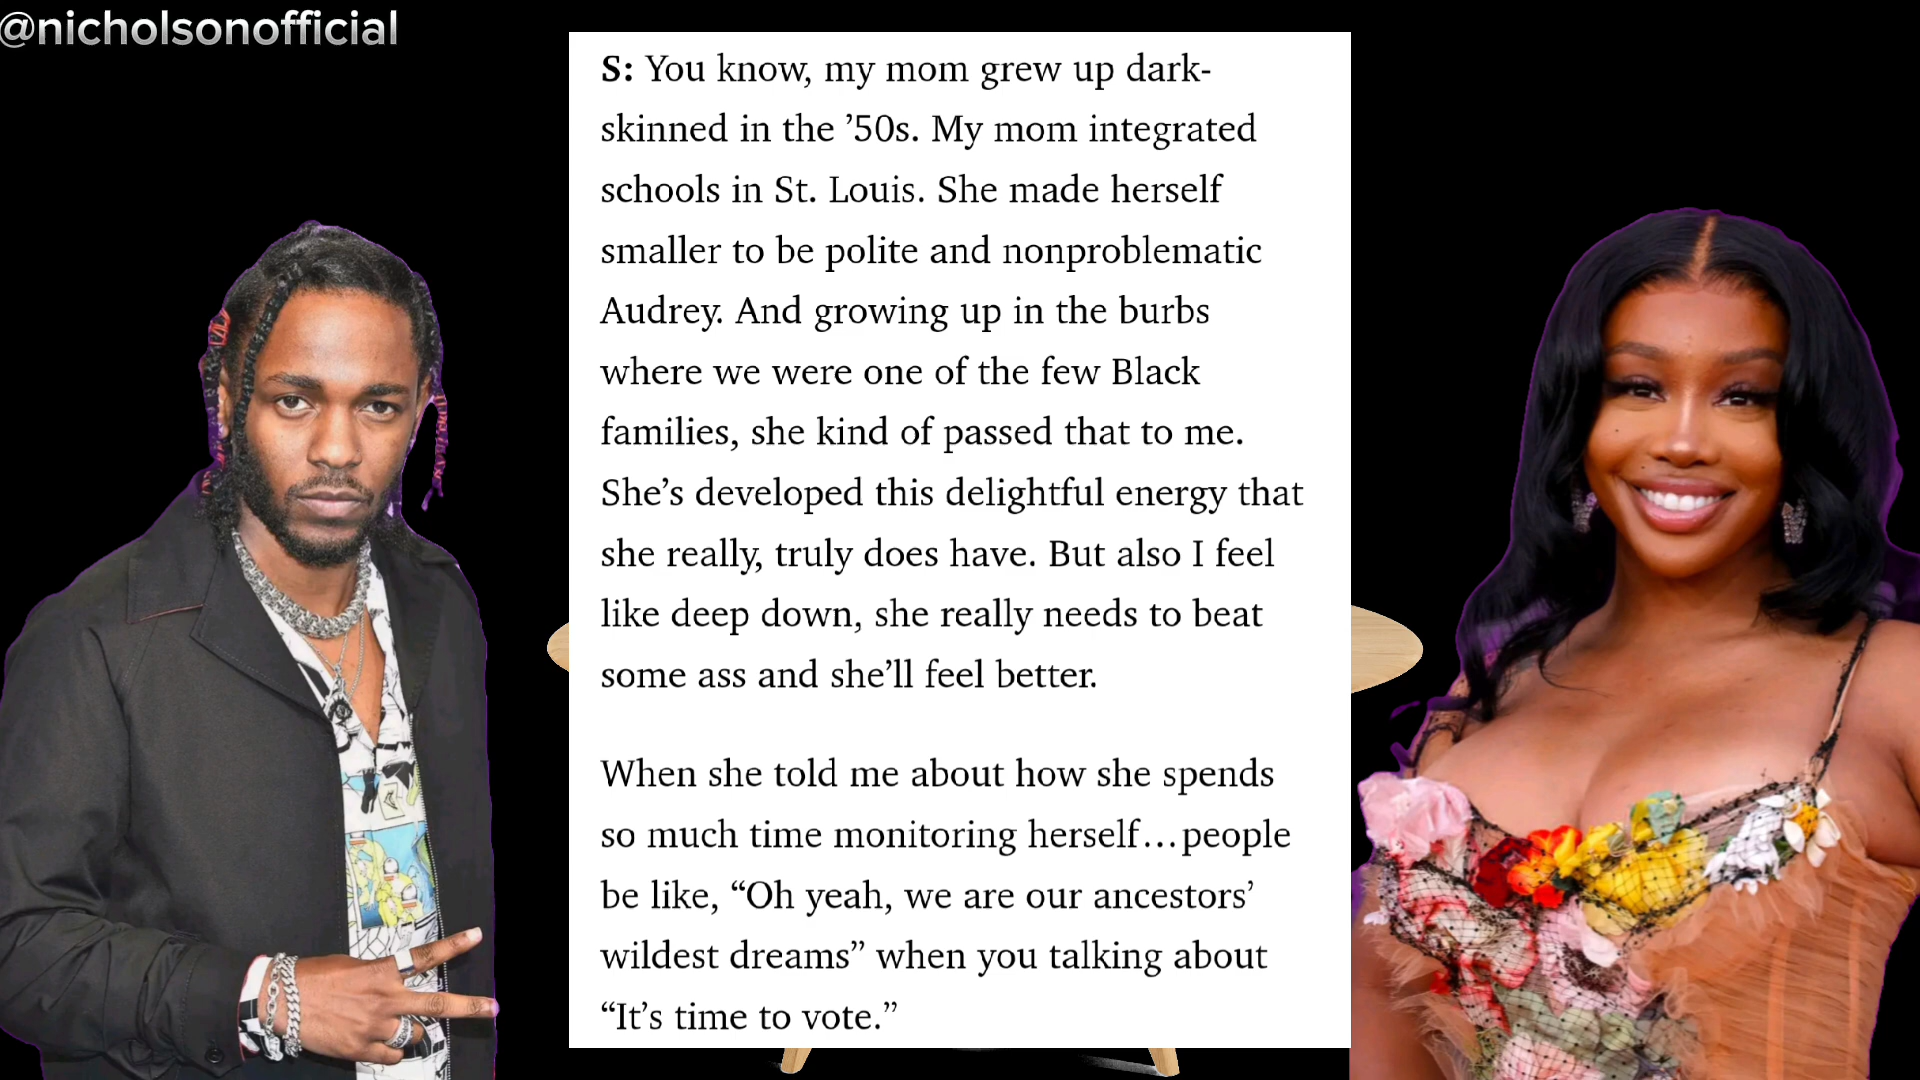 @nicholsonofficial
S: You know, my mom grew up dark-
skinned in the ’50s. My mom integrated
schools in St. Louis. She made herself
smaller to be polite and nonproblematic
Audrey. And growing up in the burbs
where we were one of the few Black
families, she kind of passed that to me.
She’s developed this delightful energy that
she really, truly does have. But also I feel
like deep down, she really needs to beat
some ass and she’ll feel better.
When she told me about how she spends
so much time monitoring herself…people
be like, “Oh yeah, we are our ancestors’
wildest dreams” when you talking about
“It’s time to vote.”